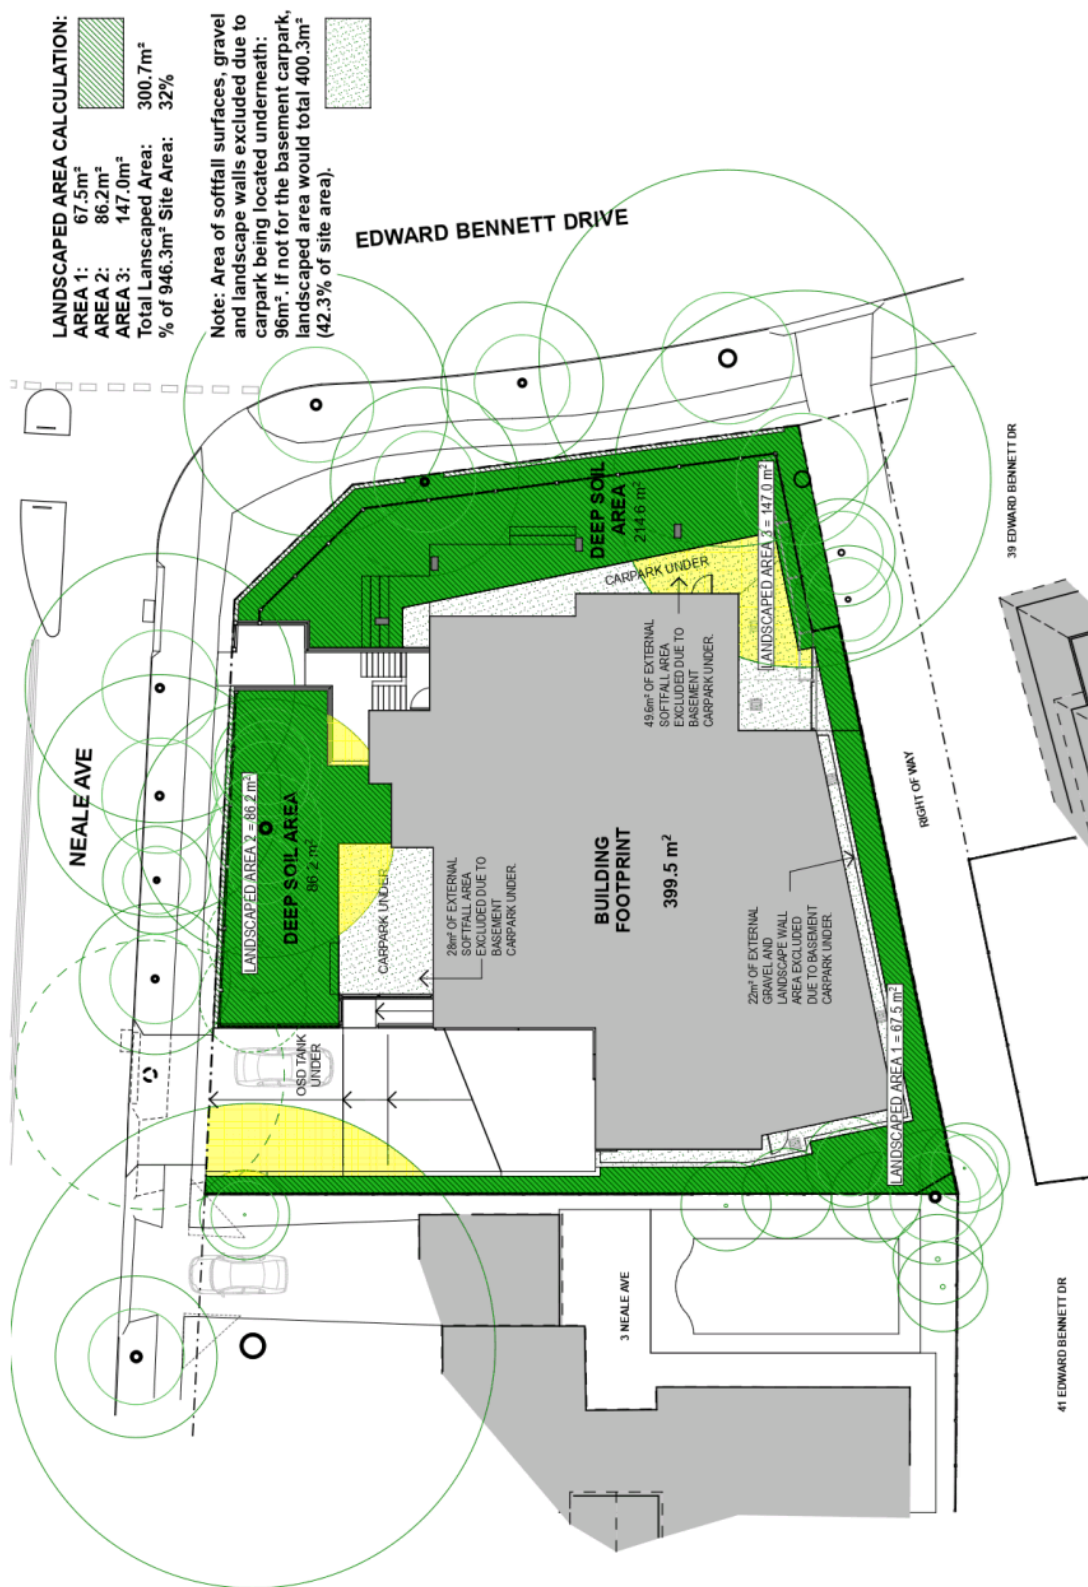 LANDSCAPED AREA CALCULATION:
AREA 1: 67.5m²
AREA 2: 86.2m²
AREA 3: 147.0m²
Total Lanscaped Area: 300.7m²
% of 946.3m² Site Area: 32%
Note: Area of softfall surfaces, gravel
and landscape walls excluded due to
carpark being located underneath:
96m². If not for the basement carpark,
landscaped area would total 400.3m²
(42.3% of site area).
EDWARD BENNETT DRIVE
NEALE AVE
DEEP SOIL
AREA
214.6 m²
CARPARK UNDER
LANDSCAPED AREA 3 = 147.0 m²
49.6m² OF EXTERNAL
SOFTFALL AREA
EXCLUDED DUE TO
BASEMENT
CARPARK UNDER.
39 EDWARD BENNETT DR
LANDSCAPED AREA 2 = 86.2 m²
DEEP SOIL AREA
86.2 m²
CARPARK UNDER
28m² OF EXTERNAL
SOFTFALL AREA
EXCLUDED DUE TO
BASEMENT
CARPARK UNDER.
BUILDING
FOOTPRINT
399.5 m²
RIGHT OF WAY
22m² OF EXTERNAL
GRAVEL AND
LANDSCAPE WALL
AREA EXCLUDED
DUE TO BASEMENT
CARPARK UNDER.
OSD TANK
UNDER
LANDSCAPED AREA 1 = 67.5 m²
3 NEALE AVE
41 EDWARD BENNETT DR